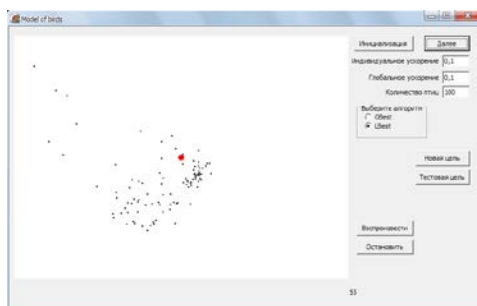 Model of birds
Инициализация
Далее
Индивидуальное ускорение 0,1
Глобальное ускорение 0,1
Количество птиц 100
Выберите алгоритм
GBest
LBest
Новая цель
Тестовая цель
Воспроизвести
Остановить
55